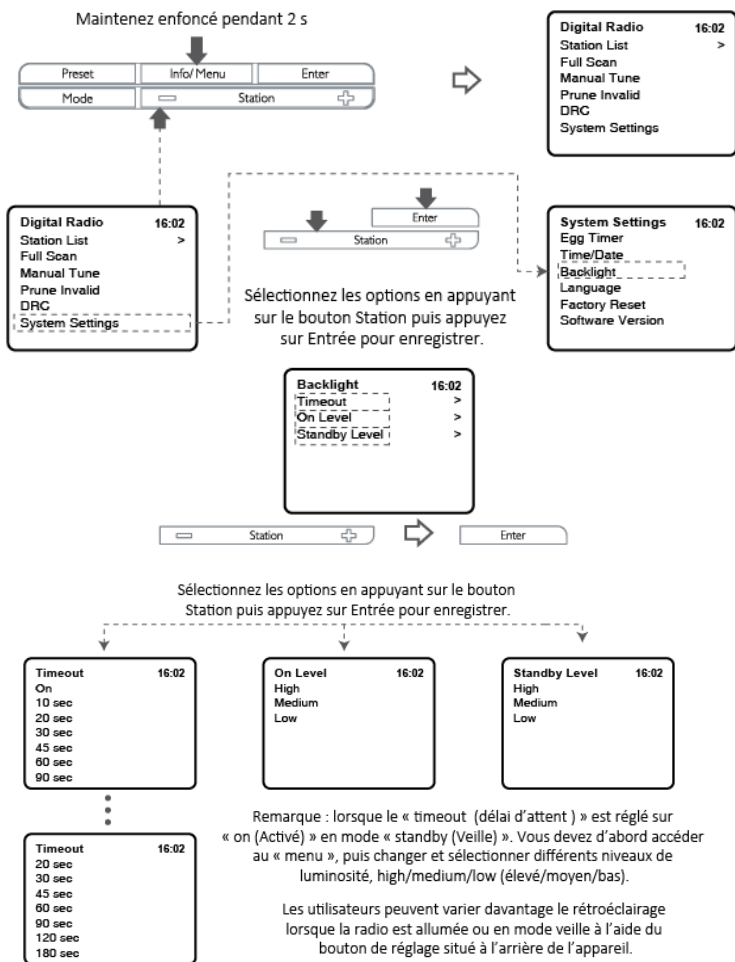 Maintenez enfoncé pendant 2 s
Preset Info/Menu Enter
Mode Station
Digital Radio 16:02
Station List >
Full Scan
Manual Tune
Prune Invalid
DRC
System Settings
Digital Radio 16:02
Station List >
Full Scan
Manual Tune
Prune Invalid
DRC
System Settings
Enter
Station
Sélectionnez les options en appuyant
sur le bouton Station puis appuyez
sur Entrée pour enregistrer.
System Settings 16:02
Egg Timer
Time/Date
Backlight
Language
Factory Reset
Software Version
Backlight 16:02
Timeout >
On Level >
Standby Level >
Station
Enter
Sélectionnez les options en appuyant sur le bouton
Station puis appuyez sur Entrée pour enregistrer.
Timeout 16:02
On
10 sec
20 sec
30 sec
45 sec
60 sec
90 sec
On Level 16:02
High
Medium
Low
Standby Level 16:02
High
Medium
Low
Timeout 16:02
20 sec
30 sec
45 sec
60 sec
90 sec
120 sec
180 sec
Remarque : lorsque le « timeout (délai d'attent ) » est réglé sur
« on (Activé) » en mode « standby (Veille) ». Vous devez d'abord accéder
au « menu », puis changer et sélectionner différents niveaux de
luminosité, high/medium/low (élevé/moyen/bas).
Les utilisateurs peuvent varier davantage le rétroéclairage
lorsque la radio est allumée ou en mode veille à l'aide du
bouton de réglage situé à l'arrière de l'appareil.